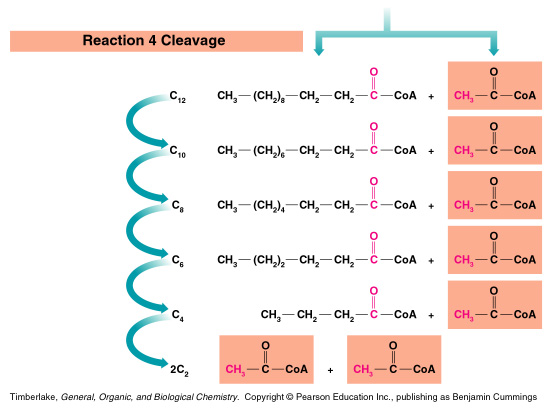 Reaction 4 Cleavage
O O
C₁₂ CH₃—(CH₂)₈—CH₂—CH₂—C—CoA + CH₃—C—CoA
O O
C₁₀ CH₃—(CH₂)₆—CH₂—CH₂—C—CoA + CH₃—C—CoA
O O
C₈ CH₃—(CH₂)₄—CH₂—CH₂—C—CoA + CH₃—C—CoA
O O
C₆ CH₃—(CH₂)₂—CH₂—CH₂—C—CoA + CH₃—C—CoA
O O
C₄ CH₃—CH₂—CH₂—C—CoA + CH₃—C—CoA
O O
2C₂ CH₃—C—CoA + CH₃—C—CoA
Timberlake, General, Organic, and Biological Chemistry. Copyright © Pearson Education Inc., publishing as Benjamin Cummings